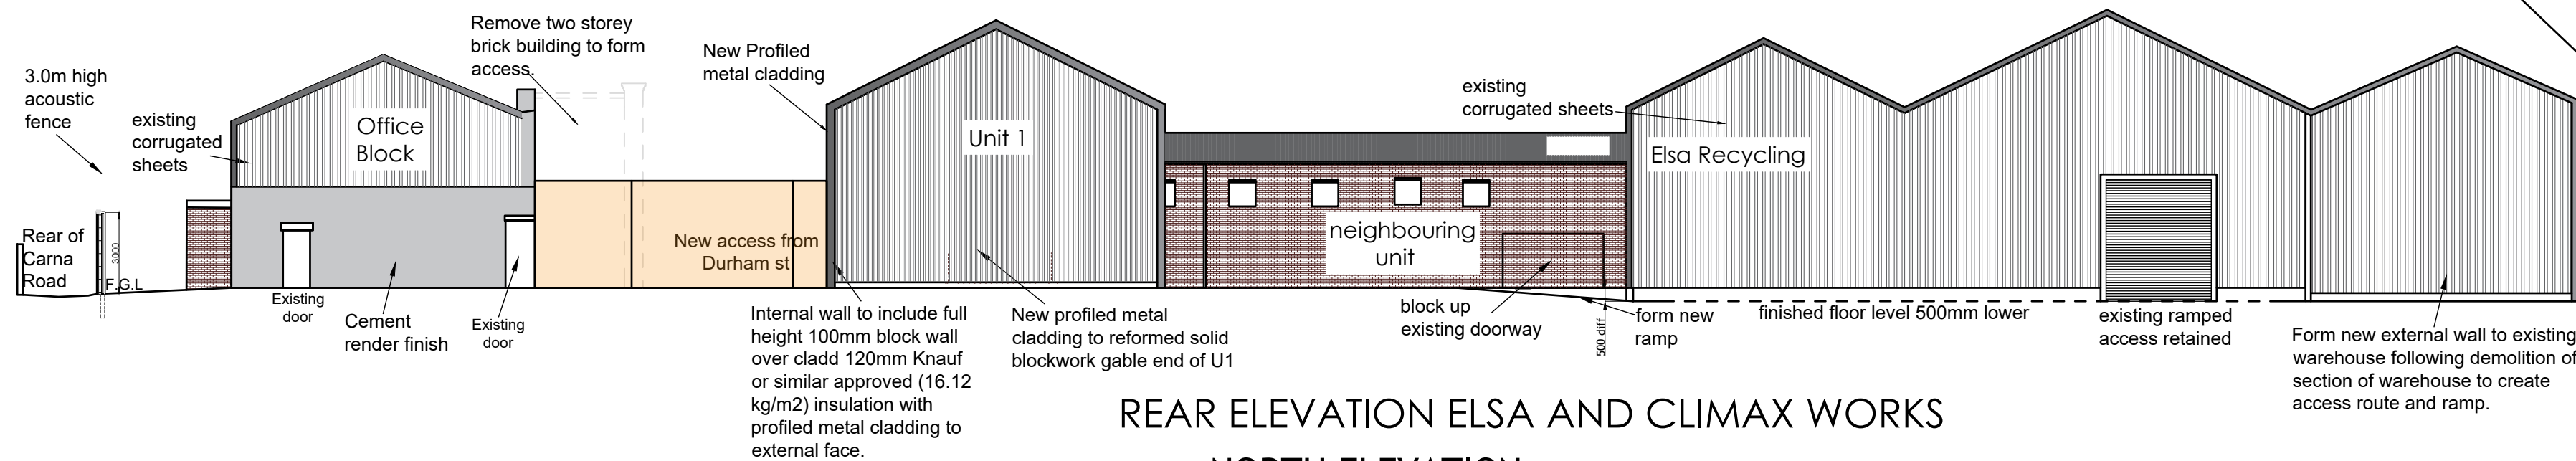 3.0m high
acoustic
fence
existing
corrugated
sheets
Office
Block
Remove two storey
brick building to form
access.
New Profiled
metal cladding
Unit 1
existing
corrugated sheets
Elsa Recycling
Rear of
Carna
Road
3000
F.G.L
New access from
Durham st
neighbouring
unit
Existing
door
Cement
render finish
Existing
door
Internal wall to include full
height 100mm block wall
over cladd 120mm Knauf
or similar approved (16.12
kg/m2) insulation with
profiled metal cladding to
external face.
New profiled metal
cladding to reformed solid
blockwork gable end of U1
block up
existing doorway
500 diff
form new
ramp
finished floor level 500mm lower
existing ramped
access retained
Form new external wall to existing
warehouse following demolition of
section of warehouse to create
access route and ramp.
REAR ELEVATION ELSA AND CLIMAX WORKS
NORTH ELEVATION